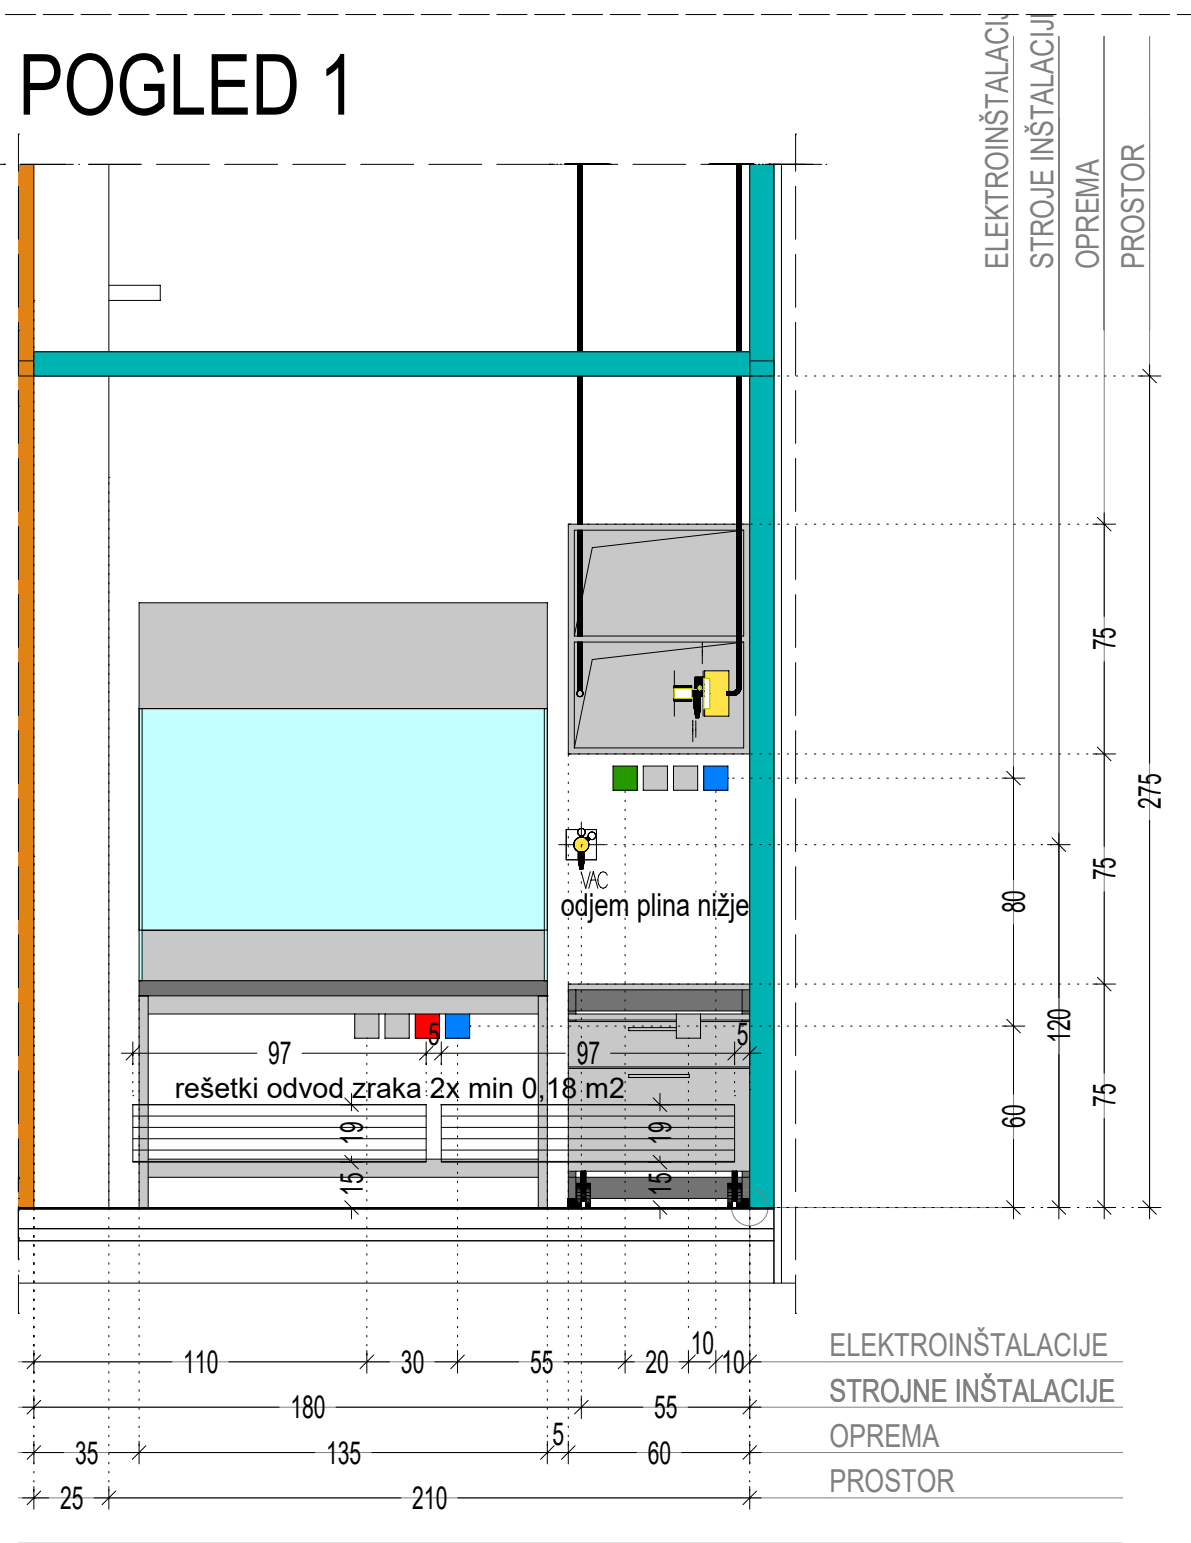 POGLED 1
ELEKTROINŠTALACIJ
STROJE INŠTALACIJE
OPREMA
PROSTOR
75
275
75
VAC
odjem plina nižje
80
120
5
5
97
97
75
rešetki odvod zraka 2x min 0,18 m2
60
19
19
15
15
110
30
55
20
10
10
ELEKTROINŠTALACIJE
180
55
STROJNE INŠTALACIJE
35
135
5
60
OPREMA
25
210
PROSTOR